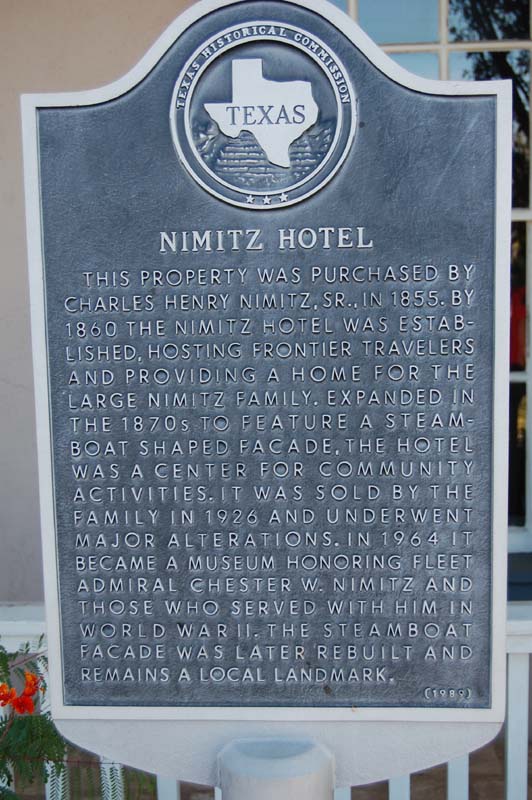 TEXAS HISTORICAL COMMISSION
TEXAS
NIMITZ HOTEL
THIS PROPERTY WAS PURCHASED BY
CHARLES HENRY NIMITZ, SR., IN 1855. BY
1860 THE NIMITZ HOTEL WAS ESTAB-
LISHED, HOSTING FRONTIER TRAVELERS
AND PROVIDING A HOME FOR THE
LARGE NIMITZ FAMILY. EXPANDED IN
THE 1870s TO FEATURE A STEAM-
BOAT SHAPED FACADE, THE HOTEL
WAS A CENTER FOR COMMUNITY
ACTIVITIES. IT WAS SOLD BY THE
FAMILY IN 1926 AND UNDERWENT
MAJOR ALTERATIONS. IN 1964 IT
BECAME A MUSEUM HONORING FLEET
ADMIRAL CHESTER W. NIMITZ AND
THOSE WHO SERVED WITH HIM IN
WORLD WAR II. THE STEAMBOAT
FACADE WAS LATER REBUILT AND
REMAINS A LOCAL LANDMARK.
(1989)